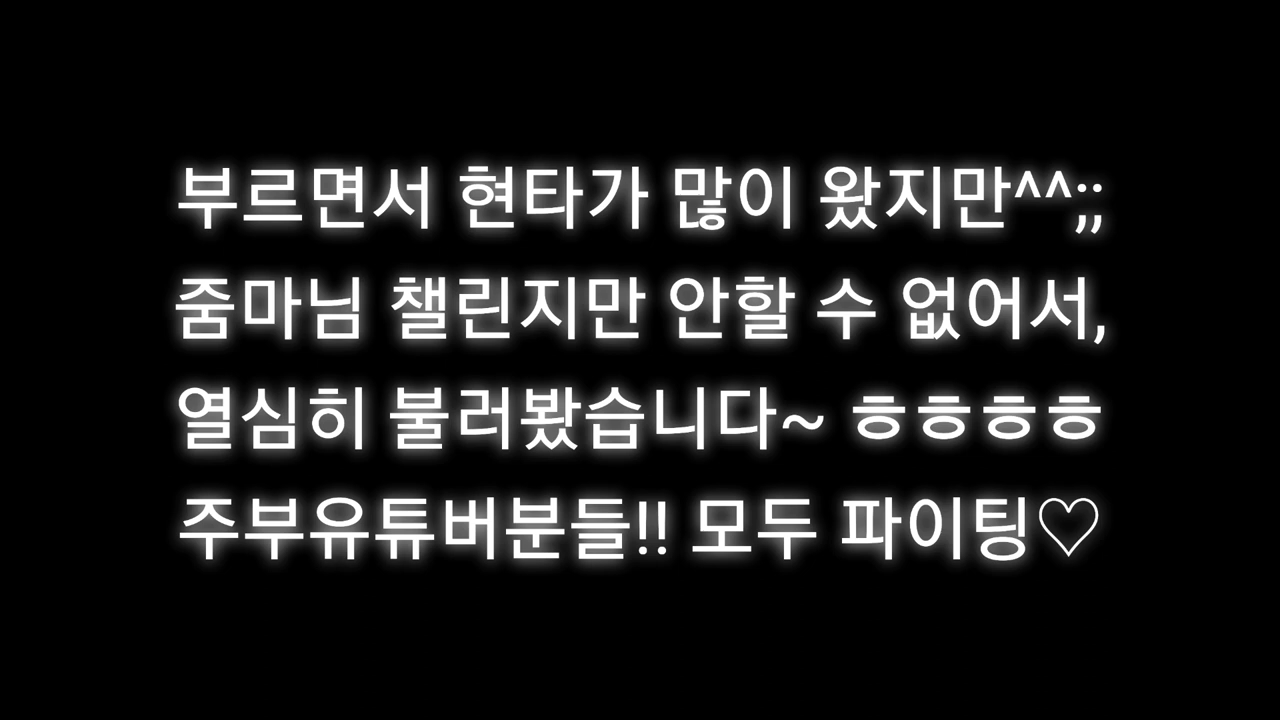 부르면서 현타가 많이 왔지만^^;;
줌마님 챌린지만 안할 수 없어서,
열심히 불러봤습니다~ ㅎㅎㅎㅎ
주부유튜버분들!! 모두 파이팅♡